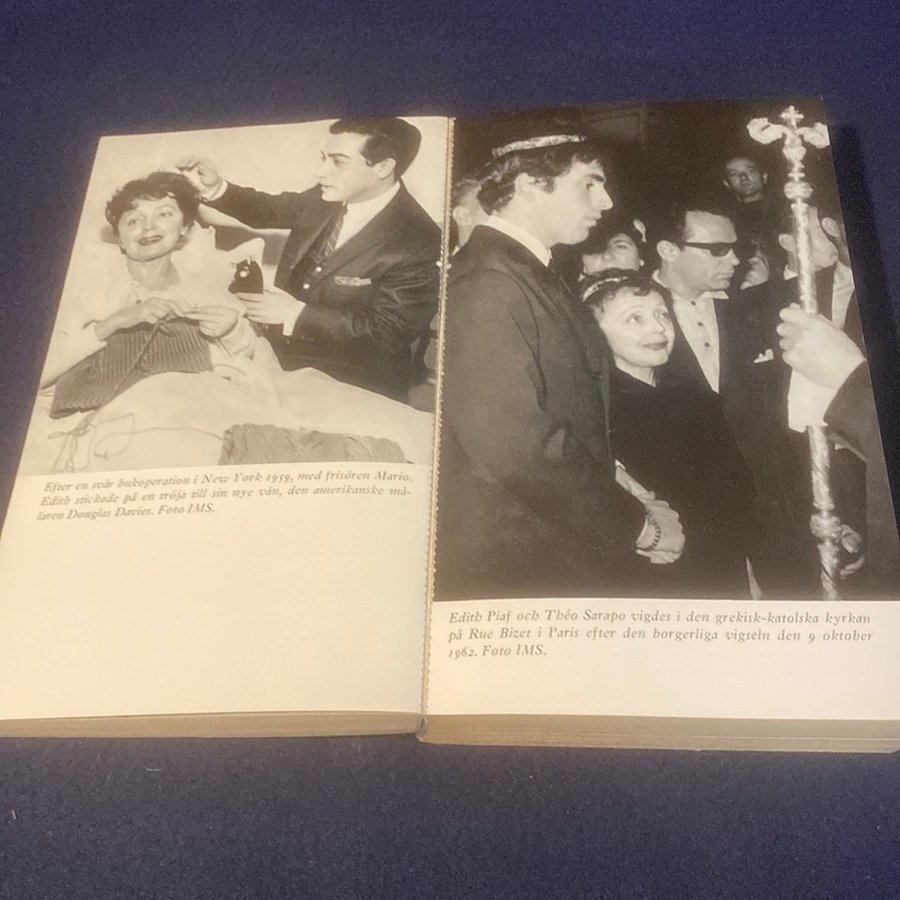 Efter en svår bukoperation i New York 1959, med frisören Mario.
Edith stickade på en tröja till sin nye vän, den amerikanske må-
laren Douglas Davies. Foto IMS.
Edith Piaf och Théo Sarapo vigdes i den grekisk-katolska kyrkan
på Rue Bizet i Paris efter den borgerliga vigseln den 9 oktober
1962. Foto IMS.